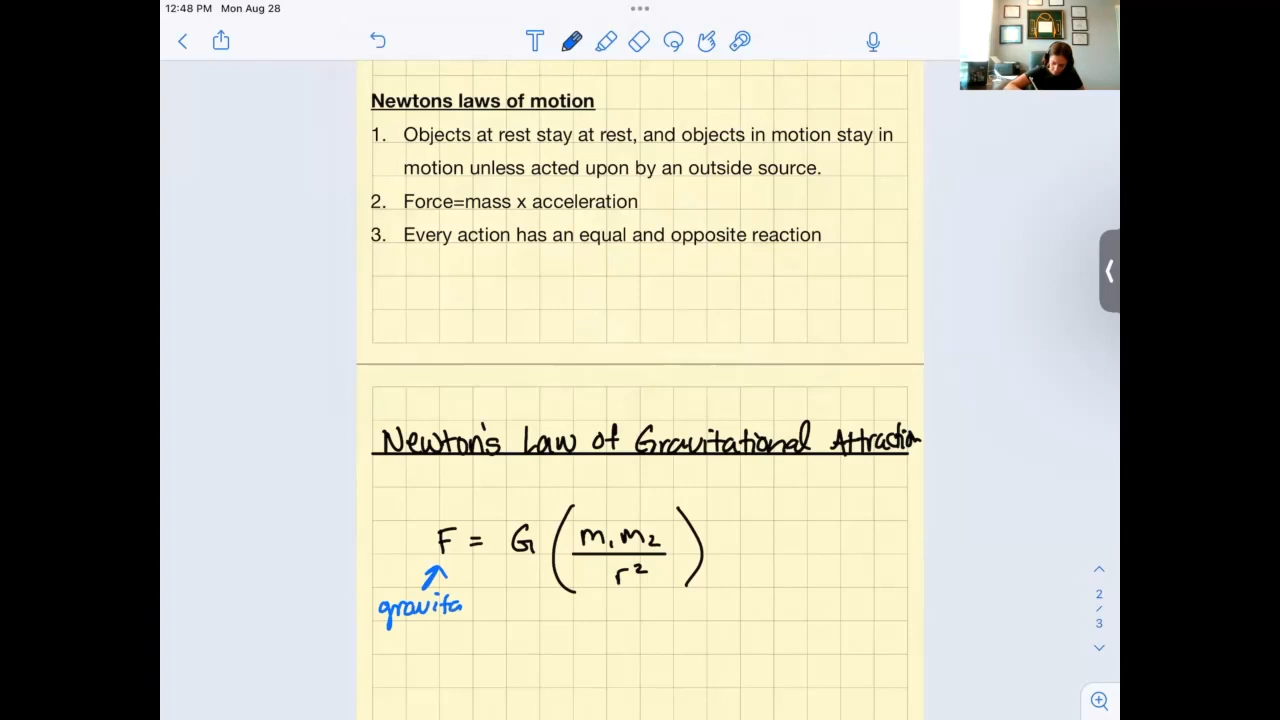 12:48 PM Mon Aug 28
Newtons laws of motion
1. Objects at rest stay at rest, and objects in motion stay in
motion unless acted upon by an outside source.
2. Force=mass x acceleration
3. Every action has an equal and opposite reaction
Newton's Law of Gravitational Attraction
F = G (m₁m₂ / r²)
gravita
2
/
3